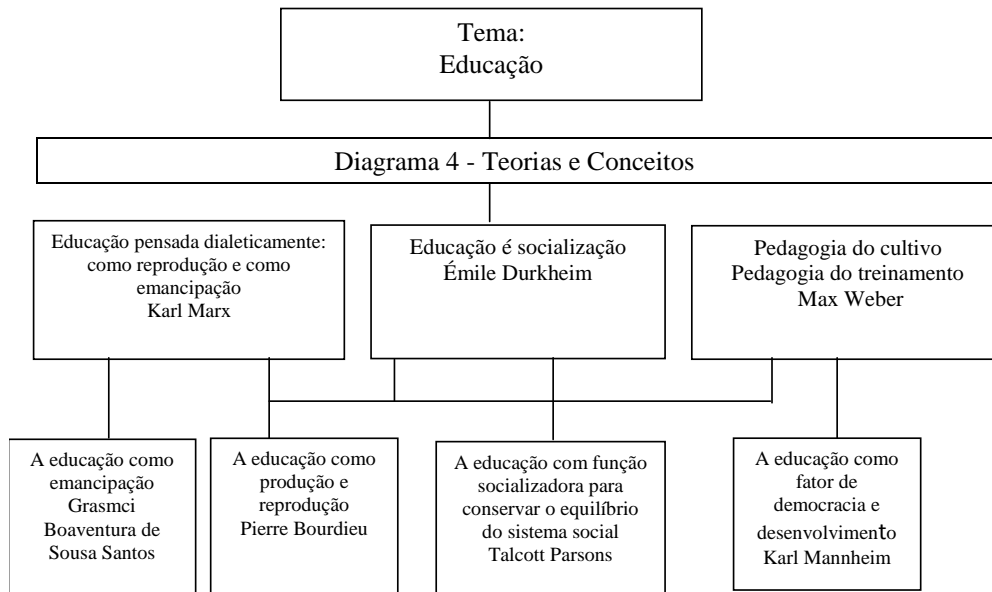 Tema:
Educação
Diagrama 4 - Teorias e Conceitos
Educação pensada dialeticamente:
como reprodução e como
emancipação
Karl Marx
Educação é socialização
Émile Durkheim
Pedagogia do cultivo
Pedagogia do treinamento
Max Weber
A educação como
emancipação
Grasmci
Boaventura de
Sousa Santos
A educação como
produção e
reprodução
Pierre Bourdieu
A educação com função
socializadora para
conservar o equilíbrio
do sistema social
Talcott Parsons
A educação como
fator de
democracia e
desenvolvimento
Karl Mannheim